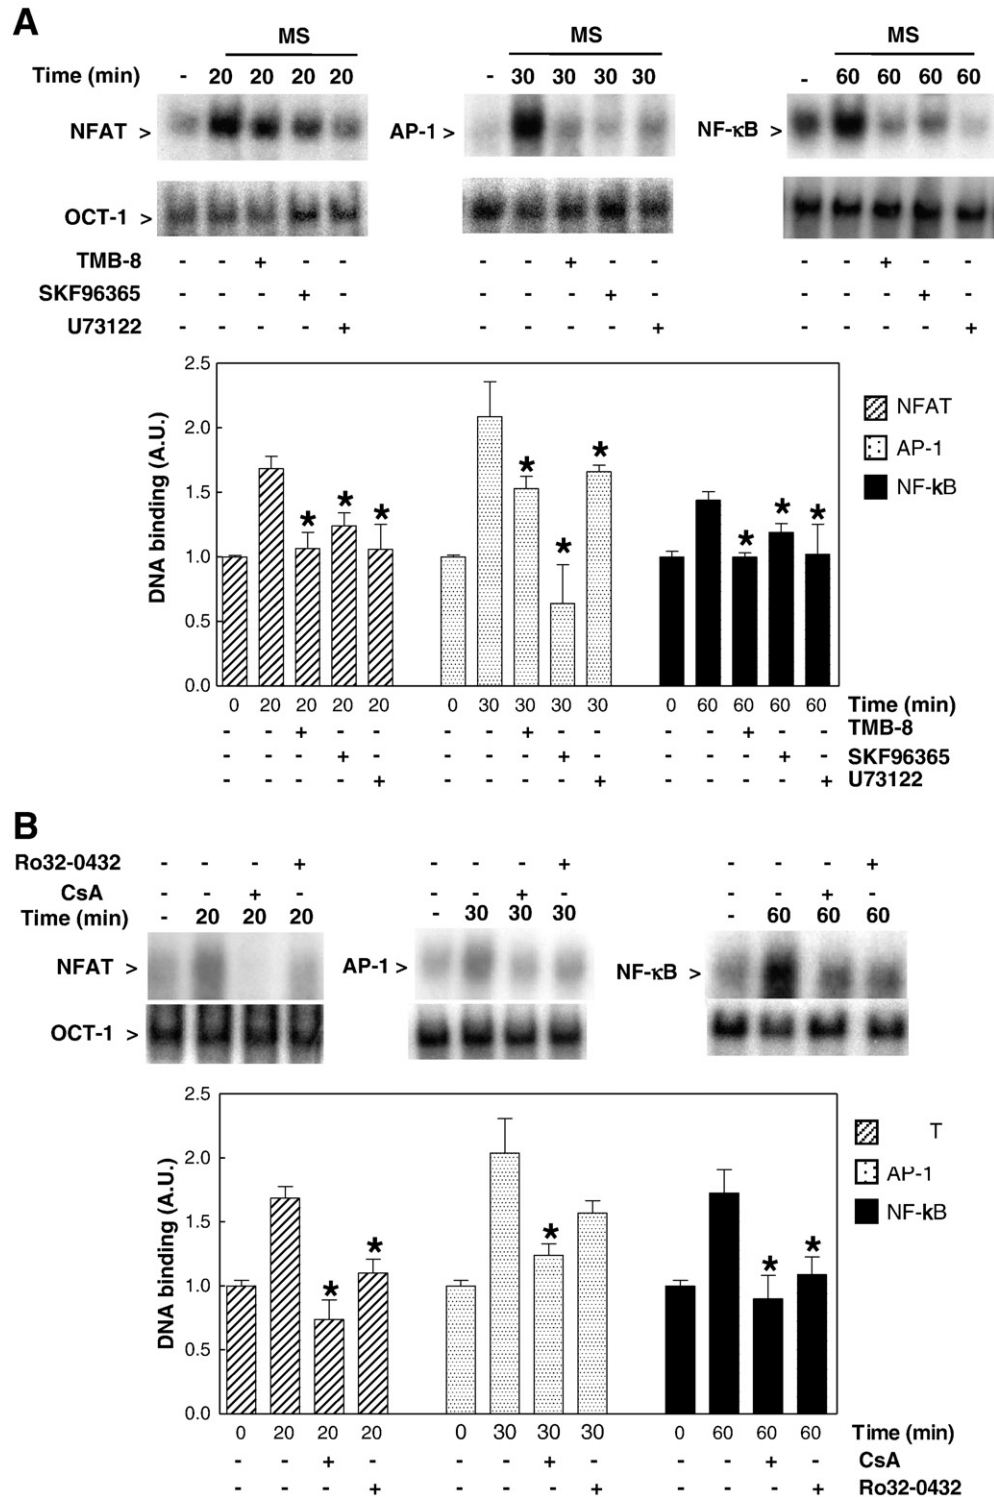 A
MS MS MS
Time (min) - 20 20 20 20 - 30 30 30 30 - 60 60 60 60
NFAT > AP-1 > NF-κB >
OCT-1 >
TMB-8 - - + - - - - + - - - - + - -
SKF96365 - - - + - - - - + - - - - + -
U73122 - - - - + - - - - + - - - - +
2.5
2.0
1.5
1.0
0.5
0.0
DNA binding (A.U.)
* * * * * * * * *
NFAT
AP-1
NF-kB
0 20 20 20 20 0 30 30 30 30 0 60 60 60 60 Time (min)
- - + - - - - + - - - - + - - TMB-8
- - - + - - - - + - - - - + - SKF96365
- - - - + - - - - + - - - - + U73122
B
Ro32-0432 - - - + - - - + - - - +
CsA - - + - - - + - - - + -
Time (min) - 20 20 20 - 30 30 30 - 60 60 60
NFAT > AP-1 > NF-κB >
OCT-1 >
2.5
2.0
1.5
1.0
0.5
0.0
DNA binding (A.U.)
* * * * *
T
AP-1
NF-kB
0 20 20 20 0 30 30 30 0 60 60 60 Time (min)
- - + - - - + - - - + - CsA
- - - + - - - + - - - + Ro32-0432